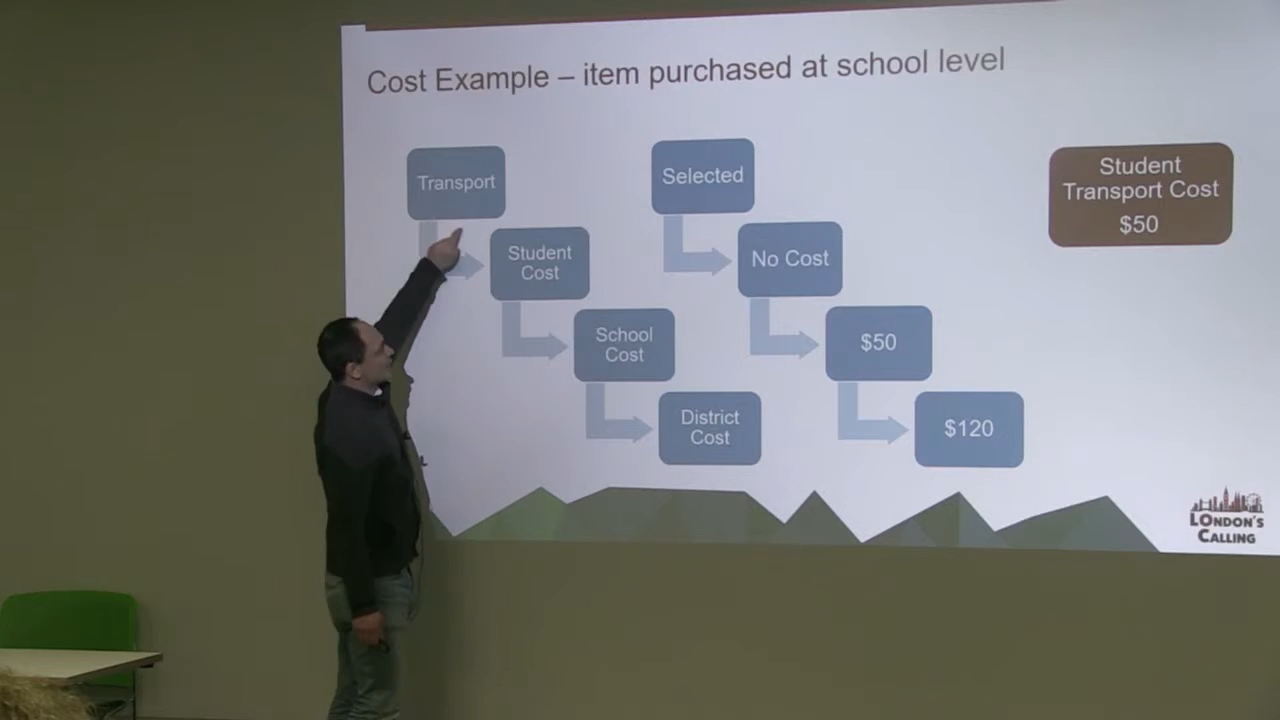 Cost Example – item purchased at school level
Transport
Student
Cost
School
Cost
District
Cost
Selected
No Cost
$50
$120
Student
Transport Cost
$50
LONDON'S
CALLING